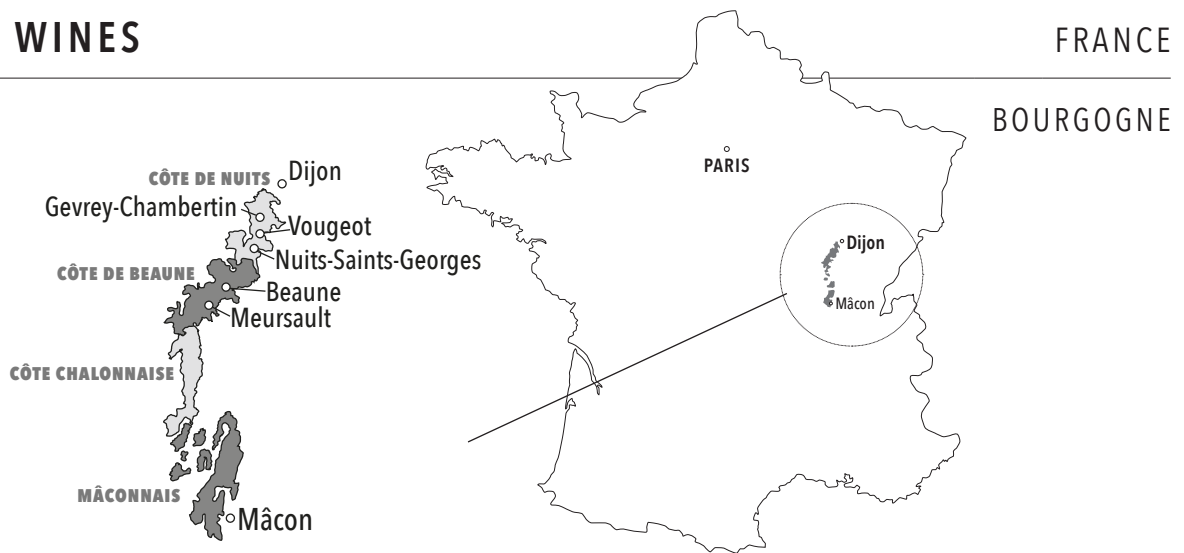 WINES
FRANCE
BOURGOGNE
PARIS
Dijon
Mâcon
CÔTE DE NUITS
Dijon
Gevrey-Chambertin
Vougeot
Nuits-Saints-Georges
CÔTE DE BEAUNE
Beaune
Meursault
CÔTE CHALONNAISE
MÂCONNAIS
Mâcon